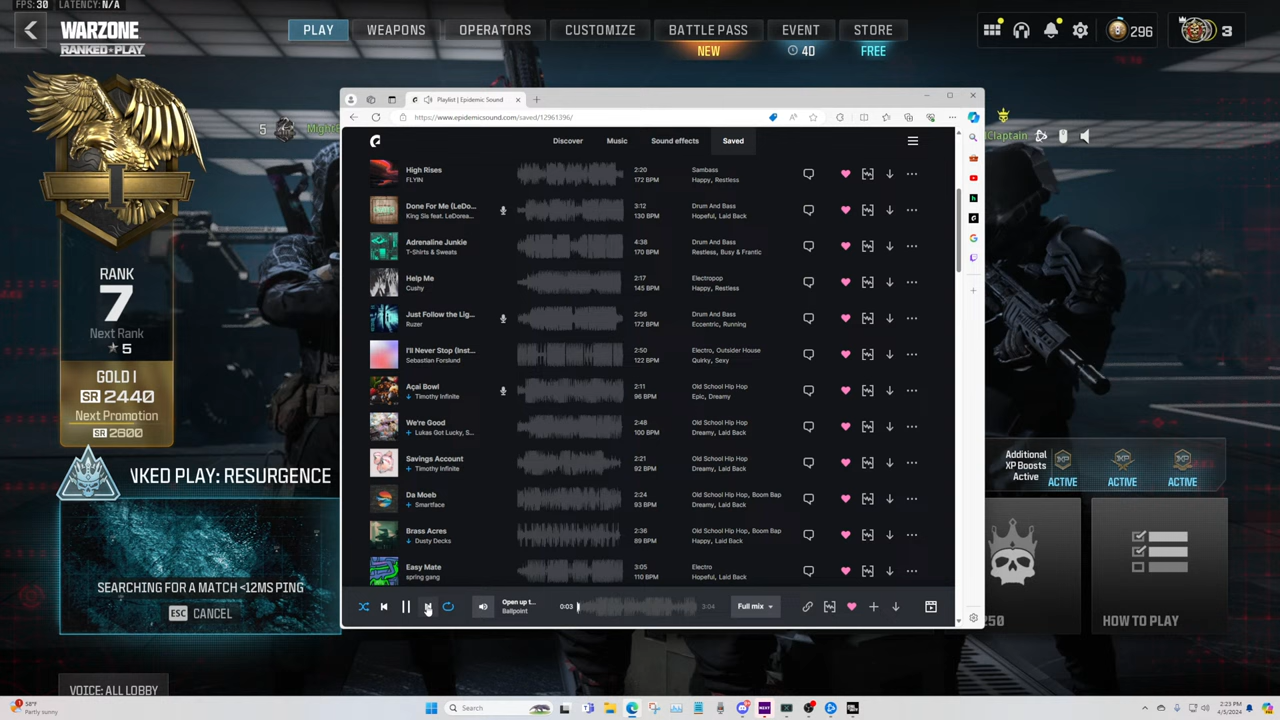 FPS: 30 LATENCY: N/A
WARZONE
RANKED PLAY
PLAY
WEAPONS
OPERATORS
CUSTOMIZE
BATTLE PASS
NEW
EVENT
4D
STORE
FREE
296
3
5
Playlist | Epidemic Sound
https://www.epidemicsound.com/saved/12961396/
Claptain
Discover
Music
Sound effects
Saved
High Rises
FLYIN
2:20
172 BPM
Sambass
Happy, Restless
Done For Me (LeDo...
King Sis feat. LeDorea...
3:12
130 BPM
Drum And Bass
Hopeful, Laid Back
Adrenaline Junkie
T-Shirts & Sweats
4:38
170 BPM
Drum And Bass
Restless, Busy & Frantic
Help Me
Cushy
2:17
145 BPM
Electropop
Happy, Restless
Just Follow the Lig...
Ruzer
2:56
172 BPM
Drum And Bass
Eccentric, Running
I'll Never Stop (Inst...
Sebastian Forslund
2:50
122 BPM
Electro, Outsider House
Quirky, Sexy
Açai Bowl
Timothy Infinite
2:11
96 BPM
Old School Hip Hop
Epic, Dreamy
We're Good
Lukas Got Lucky, S...
2:48
100 BPM
Old School Hip Hop
Dreamy, Laid Back
Savings Account
Timothy Infinite
2:21
92 BPM
Old School Hip Hop
Dreamy, Laid Back
Da Moeb
Smartface
2:24
93 BPM
Old School Hip Hop, Boom Bap
Dreamy, Laid Back
Brass Acres
Dusty Decks
2:36
89 BPM
Old School Hip Hop, Boom Bap
Happy, Laid Back
Easy Mate
spring gang
3:05
110 BPM
Electro
Hopeful, Laid Back
Open up t...
Ballpoint
0:03
3:04
Full mix
RANK
7
Next Rank
5
GOLD I
SR 2440
Next Promotion
SR 2600
NKED PLAY: RESURGENCE
SEARCHING FOR A MATCH <12MS PING
ESC CANCEL
VOICE: ALL LOBBY
Additional
XP Boosts
Active
XP
ACTIVE
XP
ACTIVE
XP
ACTIVE
250
HOW TO PLAY
58°F
Partly sunny
Search
2:23 PM
4/5/2024